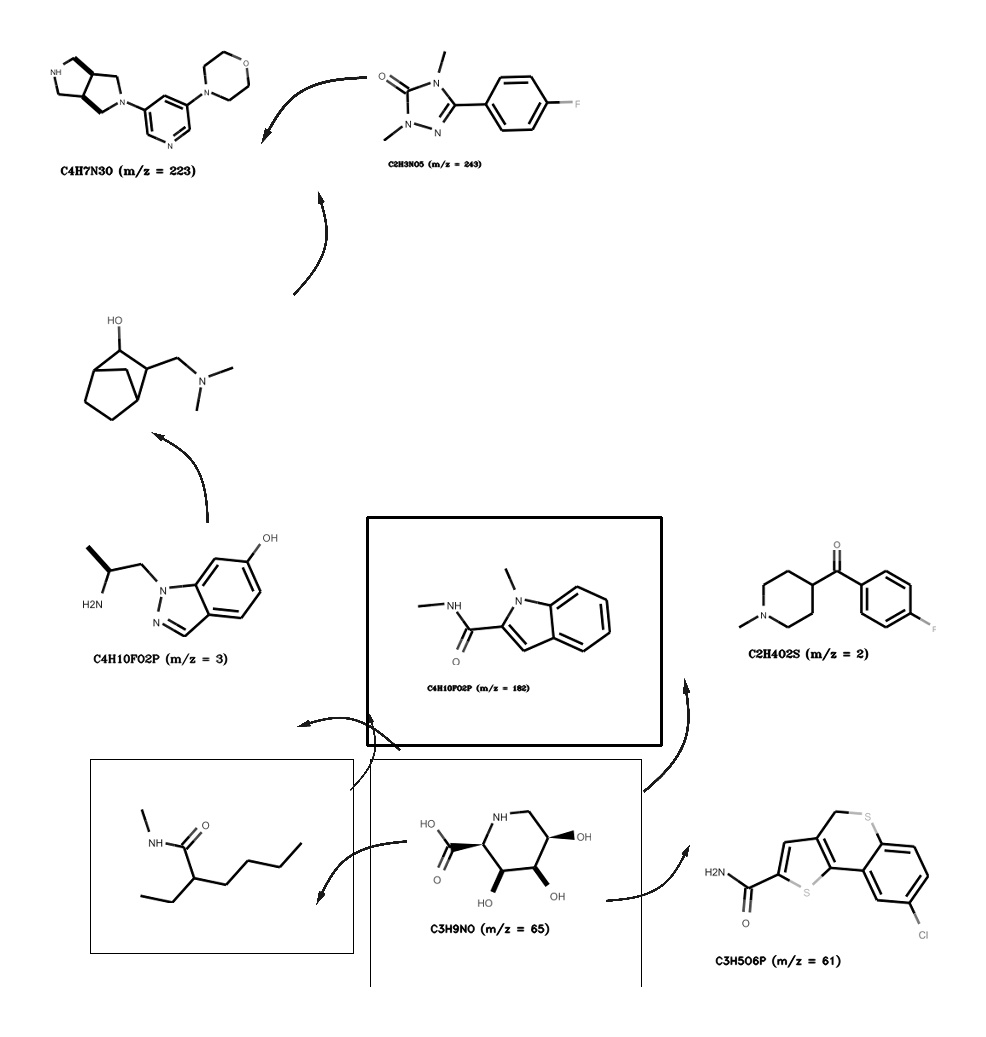 NH
N
N
N
O
C4H7N3O (m/z = 223)
O
N
N
N
F
C2H3NO5 (m/z = 243)
HO
N
H2N
N
N
OH
C4H10FO2P (m/z = 3)
NH
N
O
C4H10FO2P (m/z = 182)
O
N
F
C2H4O2S (m/z = 2)
NH
O
HO
O
NH
OH
HO
OH
C3H9NO (m/z = 65)
H2N
O
S
S
Cl
C3H5O6P (m/z = 61)